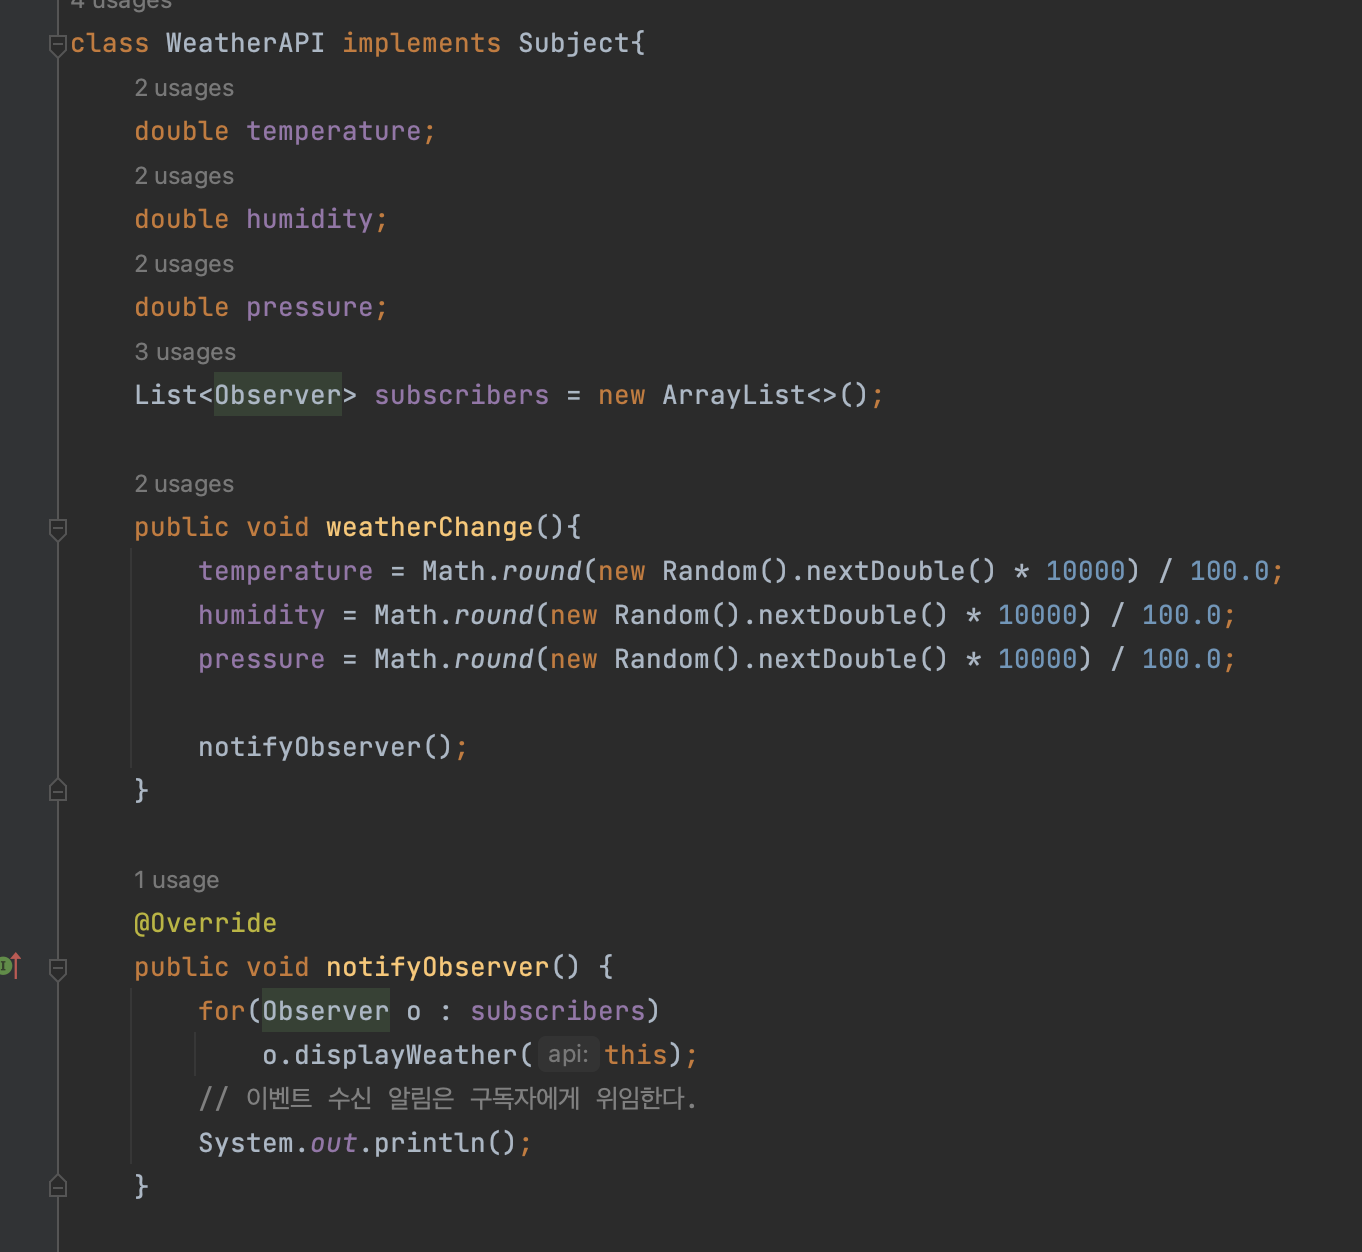 4 usages
class WeatherAPI implements Subject{
2 usages
double temperature;
2 usages
double humidity;
2 usages
double pressure;
3 usages
List<Observer> subscribers = new ArrayList<>();
2 usages
public void weatherChange(){
temperature = Math.round(new Random().nextDouble() * 10000) / 100.0;
humidity = Math.round(new Random().nextDouble() * 10000) / 100.0;
pressure = Math.round(new Random().nextDouble() * 10000) / 100.0;
notifyObserver();
}
1 usage
@Override
public void notifyObserver() {
for(Observer o : subscribers)
o.displayWeather( api: this);
// 이벤트 수신 알림은 구독자에게 위임한다.
System.out.println();
}